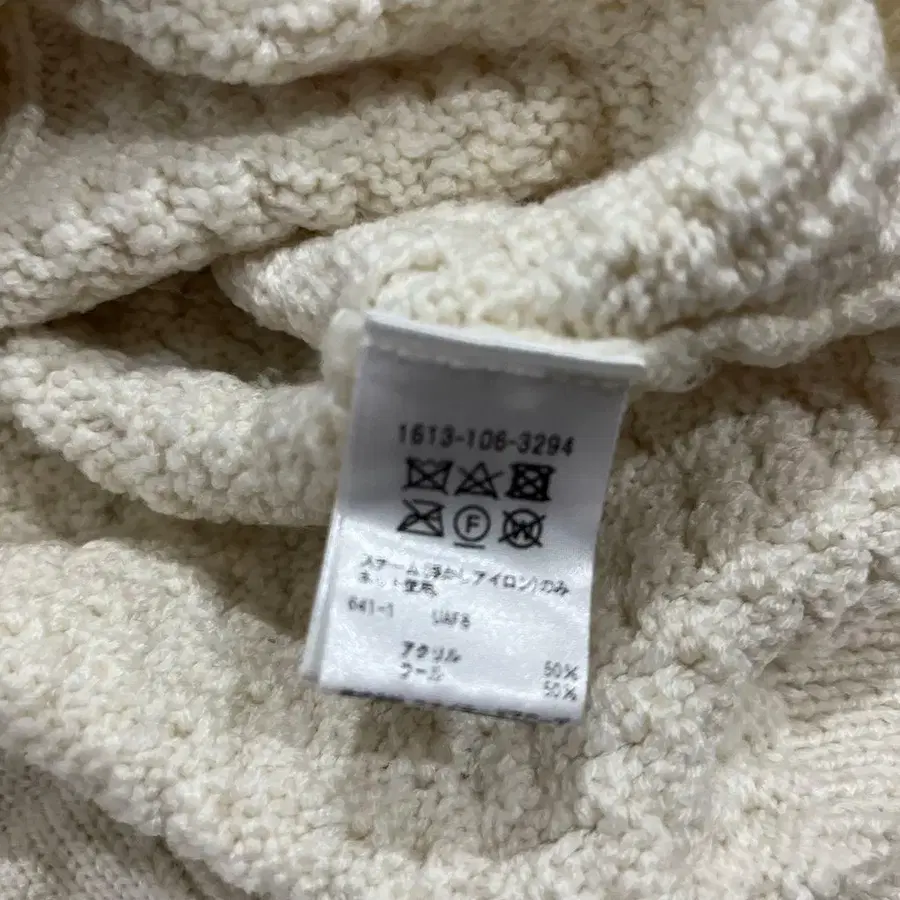 1613-106-3294
F W
スチーム(浮かしアイロン)のみ
ネット使用
641-1 UAF8
アクリル 50%
ウール 50%